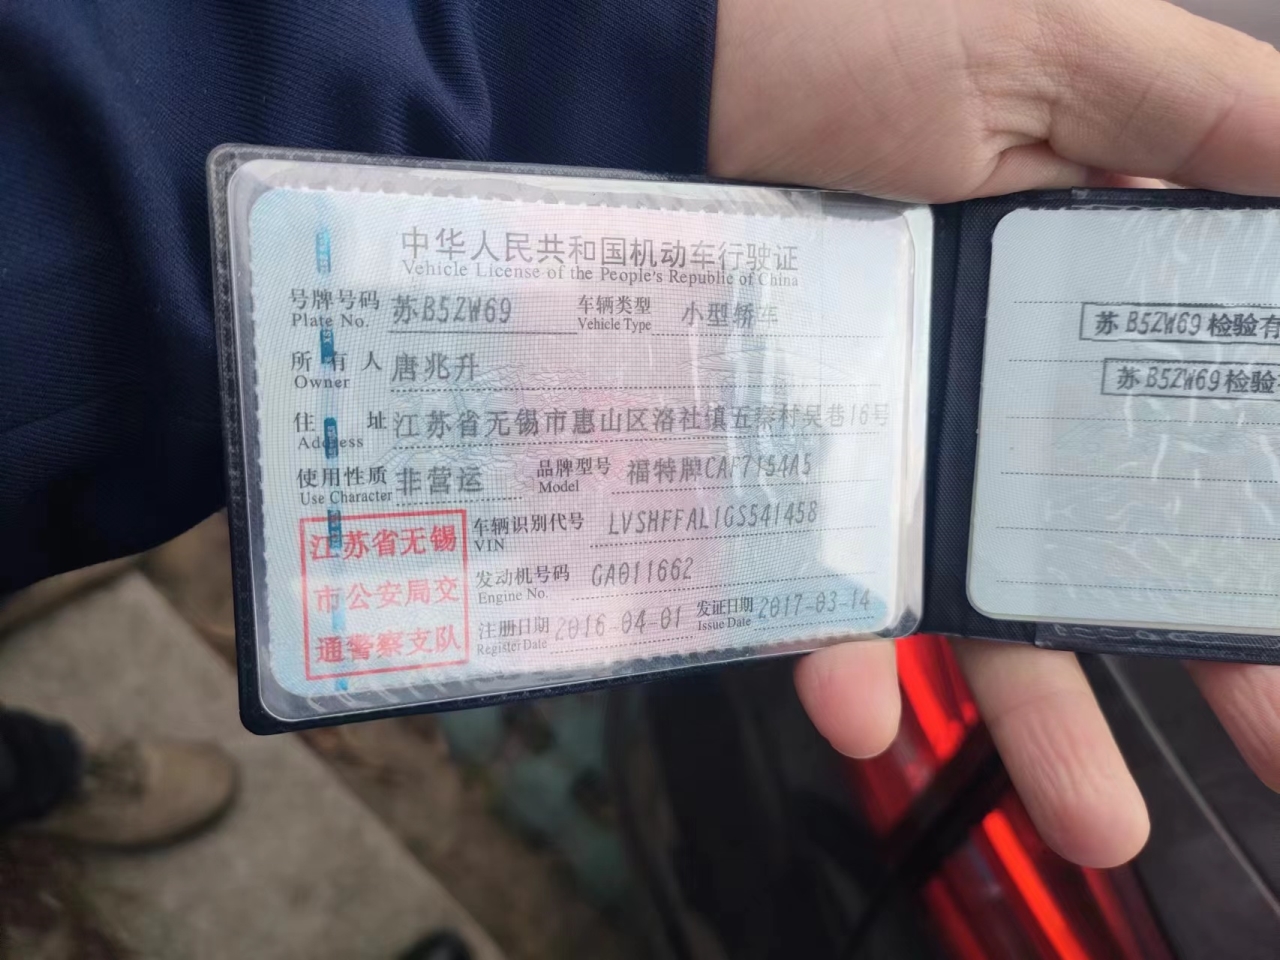 中华人民共和国机动车行驶证
Vehicle License of the People's Republic of China
号牌号码 苏B5ZW69 车辆类型 小型轿车
Plate No. Vehicle Type
所有人 唐兆升
Owner
住址 江苏省无锡市惠山区洛社镇五秦村吴巷16号
Address
使用性质 非营运 品牌型号 福特牌CAF7154A5
Use Character Model
车辆识别代号 LVSHFFAL1GS541458
VIN
发动机号码 GA011662
Engine No.
注册日期 2016-04-01 发证日期 2017-03-14
Register Date Issue Date
江苏省无锡
市公安局交
通警察支队
苏B5ZW69检验有
苏B5ZW69检验